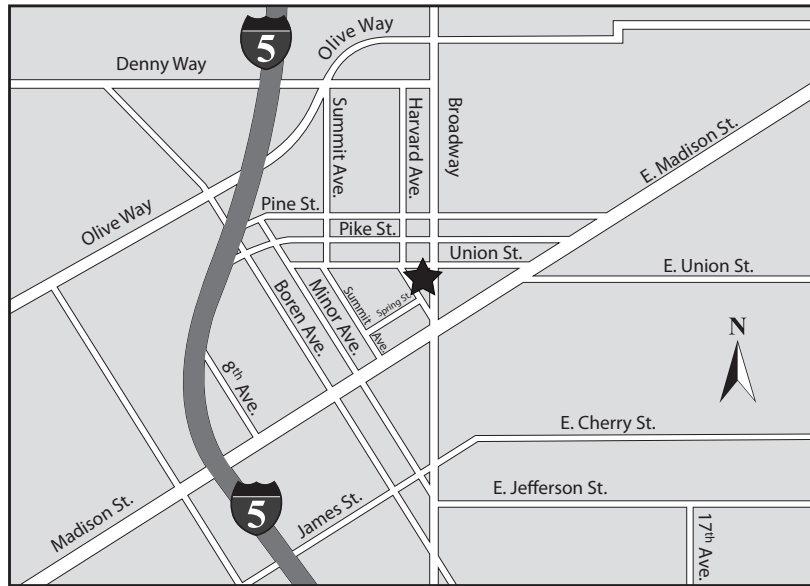 5
Olive Way
Denny Way
Summit Ave.
Harvard Ave.
Broadway
E. Madison St.
Pine St.
Olive Way
Pike St.
Union St.
E. Union St.
Boren Ave.
Minor Ave.
Summit Ave.
Spring St.
N
8th Ave.
E. Cherry St.
E. Jefferson St.
5
James St.
Madison St.
17th Ave.